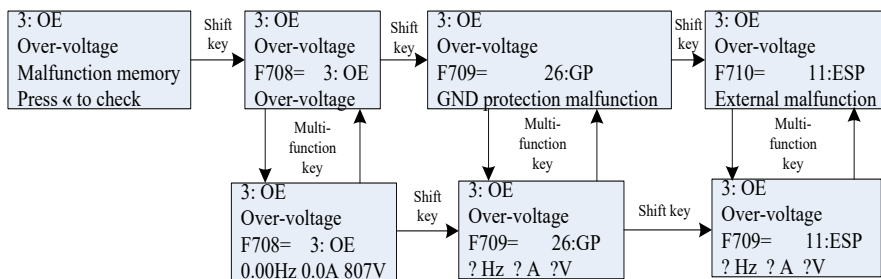 3: OE
Over-voltage
Malfunction memory
Press « to check
Shift
key
3: OE
Over-voltage
F708= 3: OE
Over-voltage
Shift
key
3: OE
Over-voltage
F709= 26:GP
GND protection malfunction
Shift
key
3: OE
Over-voltage
F710= 11:ESP
External malfunction
Multi-
function
key
Multi-
function
key
Multi-
function
key
3: OE
Over-voltage
F708= 3: OE
0.00Hz 0.0A 807V
Shift
key
3: OE
Over-voltage
F709= 26:GP
? Hz ? A ?V
Shift key
3: OE
Over-voltage
F709= 11:ESP
? Hz ? A ?V